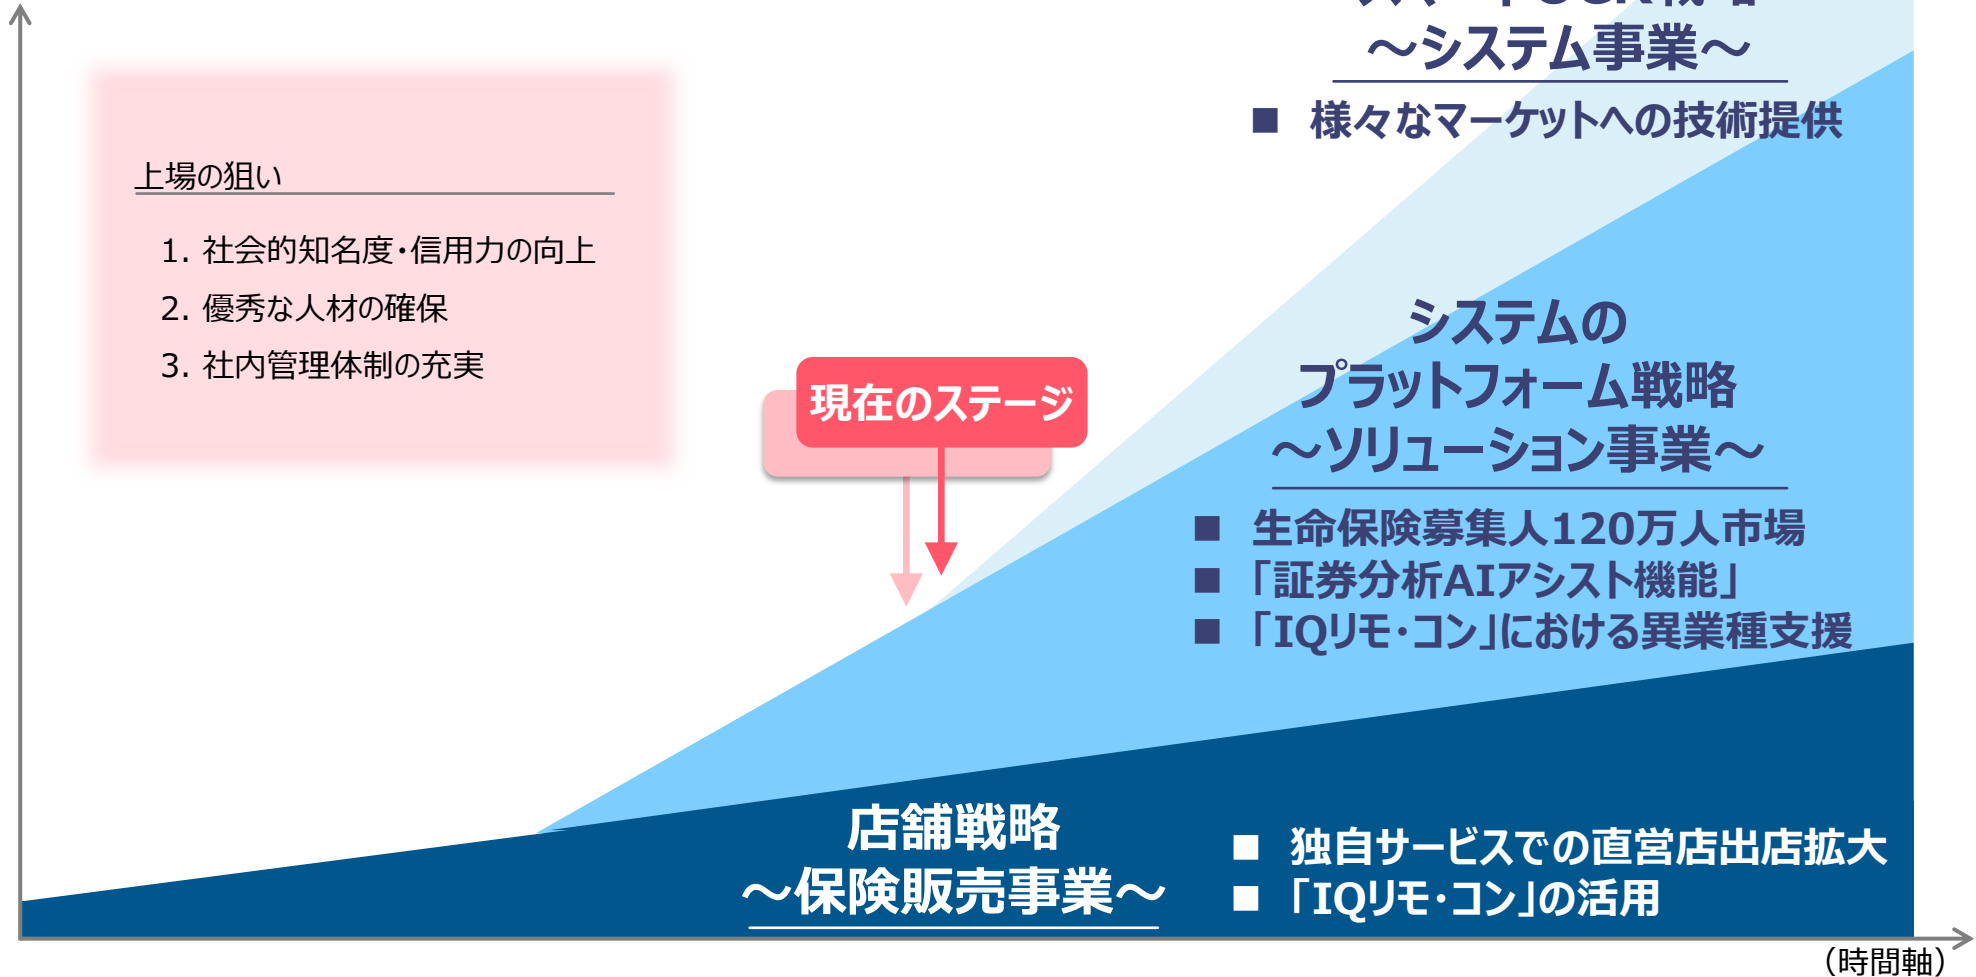 ～システム事業～
■ 様々なマーケットへの技術提供
上場の狙い
1. 社会的知名度・信用力の向上
2. 優秀な人材の確保
3. 社内管理体制の充実
現在のステージ
システムの
プラットフォーム戦略
～ソリューション事業～
■ 生命保険募集人120万人市場
■ 「証券分析AIアシスト機能」
■ 「IQリモ・コン」における異業種支援
店舗戦略
～保険販売事業～
■ 独自サービスでの直営店出店拡大
■ 「IQリモ・コン」の活用
（時間軸）